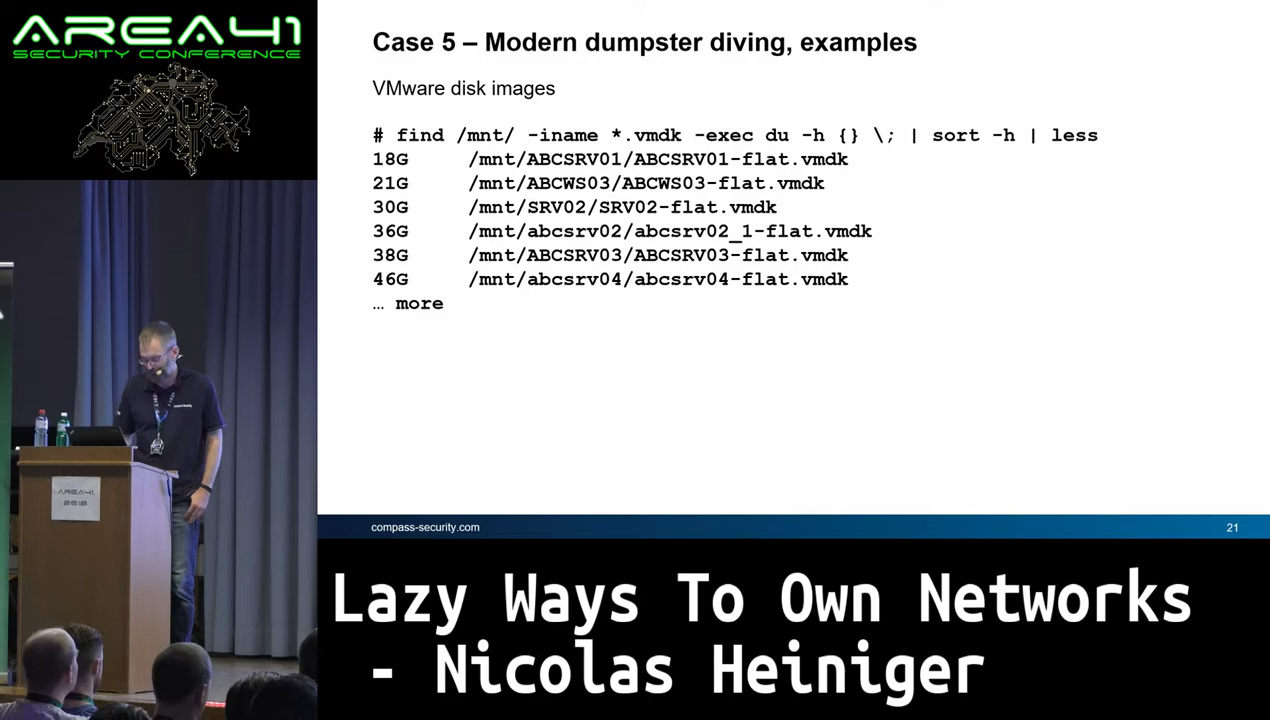 AREA41
SECURITY CONFERENCE
Case 5 – Modern dumpster diving, examples
VMware disk images
# find /mnt/ -iname *.vmdk -exec du -h {} \; | sort -h | less
18G /mnt/ABCSRV01/ABCSRV01-flat.vmdk
21G /mnt/ABCWS03/ABCWS03-flat.vmdk
30G /mnt/SRV02/SRV02-flat.vmdk
36G /mnt/abcsrv02/abcsrv02_1-flat.vmdk
38G /mnt/ABCSRV03/ABCSRV03-flat.vmdk
46G /mnt/abcsrv04/abcsrv04-flat.vmdk
… more
compass-security.com 21
AREA41
2018
Lazy Ways To Own Networks
- Nicolas Heiniger